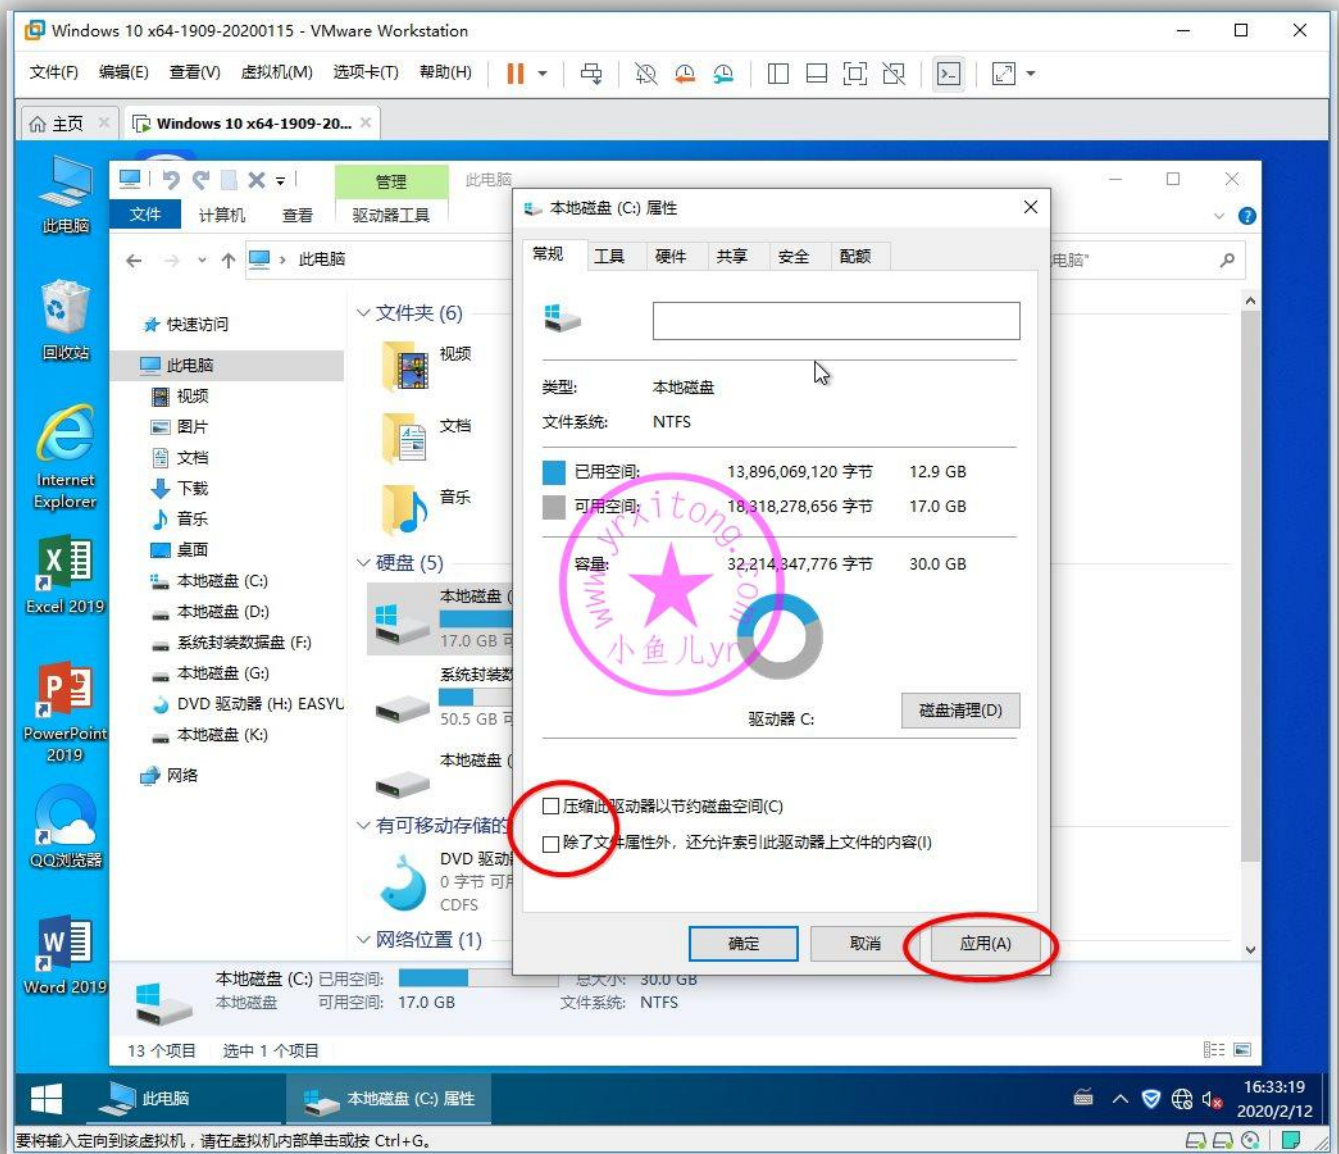 Windows 10 x64-1909-20200115 - VMware Workstation
文件(F) 编辑(E) 查看(V) 虚拟机(M) 选项卡(T) 帮助(H)
主页 Windows 10 x64-1909-20...
管理 此电脑
文件 计算机 查看 驱动器工具
此电脑
电脑"
此电脑
回收站
Internet Explorer
Excel 2019
PowerPoint 2019
QQ浏览器
Word 2019
快速访问
此电脑
视频
图片
文档
下载
音乐
桌面
本地磁盘 (C:)
本地磁盘 (D:)
系统封装数据盘 (F:)
本地磁盘 (G:)
DVD 驱动器 (H:) EASYU
本地磁盘 (K:)
网络
文件夹 (6)
视频
文档
音乐
硬盘 (5)
本地磁盘 (
17.0 GB 可
系统封装数
50.5 GB 可
本地磁盘 (
有可移动存储的
DVD 驱动
0 字节 可用
CDFS
网络位置 (1)
本地磁盘 (C:) 属性
常规 工具 硬件 共享 安全 配额
类型: 本地磁盘
文件系统: NTFS
已用空间: 13,896,069,120 字节 12.9 GB
可用空间: 18,318,278,656 字节 17.0 GB
容量: 32,214,347,776 字节 30.0 GB
www.yrxitong.com
小鱼儿yr
驱动器 C: 磁盘清理(D)
压缩此驱动器以节约磁盘空间(C)
除了文件属性外，还允许索引此驱动器上文件的内容(I)
确定 取消 应用(A)
本地磁盘 (C:) 已用空间: 总大小: 30.0 GB
本地磁盘 可用空间: 17.0 GB 文件系统: NTFS
13 个项目 选中 1 个项目
此电脑 本地磁盘 (C:) 属性
16:33:19
2020/2/12
要将输入定向到该虚拟机，请在虚拟机内部单击或按 Ctrl+G。